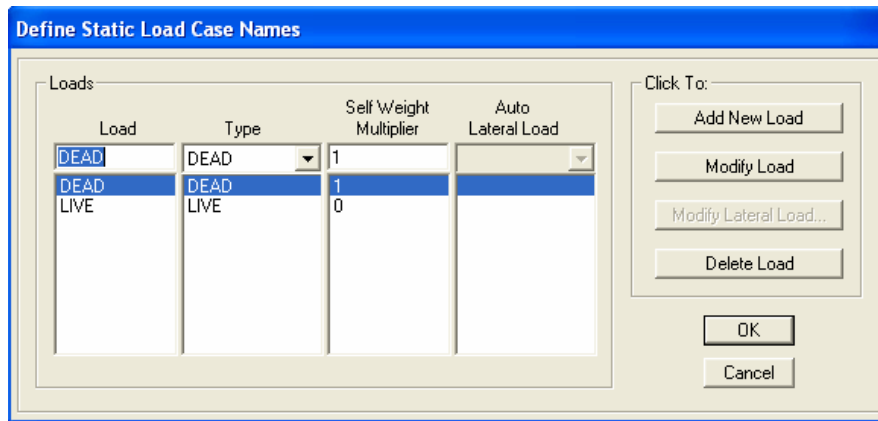 Define Static Load Case Names
Loads
Click To:
Load Type Self Weight Multiplier Auto Lateral Load
DEAD DEAD 1
DEAD DEAD 1
LIVE LIVE 0
Add New Load
Modify Load
Modify Lateral Load...
Delete Load
OK
Cancel